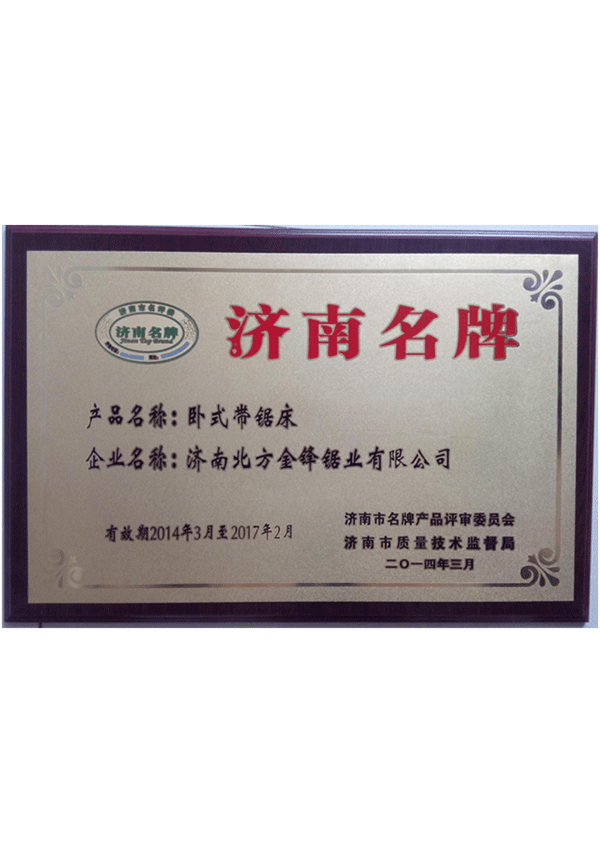 济南市名牌
济南名牌
Jinan Top Brand
济南名牌
产品名称：卧式带锯床
企业名称：济南北方金锋锯业有限公司
有效期2014年3月至2017年2月
济南市名牌产品评审委员会
济南市质量技术监督局
二〇一四年三月